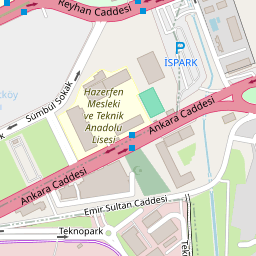 Reyhan Caddesi
P
İSPARK
Sümbül Sokak
Hazerfen
Mesleki
ve Teknik
Anadolu
Lisesi
Ankara Caddesi
Ankara Caddesi
Emir Sultan Caddesi
Teknopark